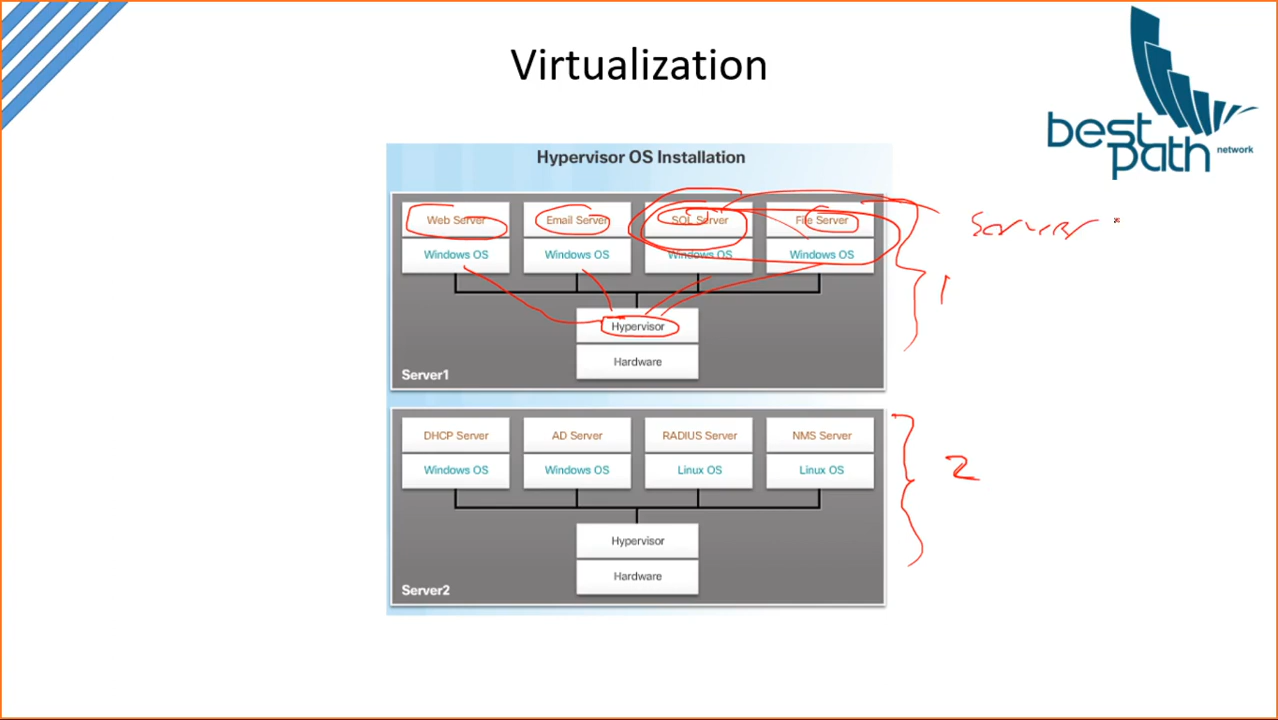 Virtualization
best
path
network
Hypervisor OS Installation
Web Server Email Server SQL Server File Server
Server
Windows OS Windows OS Windows OS Windows OS
1
Hypervisor
Hardware
Server1
DHCP Server AD Server RADIUS Server NMS Server
Windows OS Windows OS Linux OS Linux OS
2
Hypervisor
Hardware
Server2